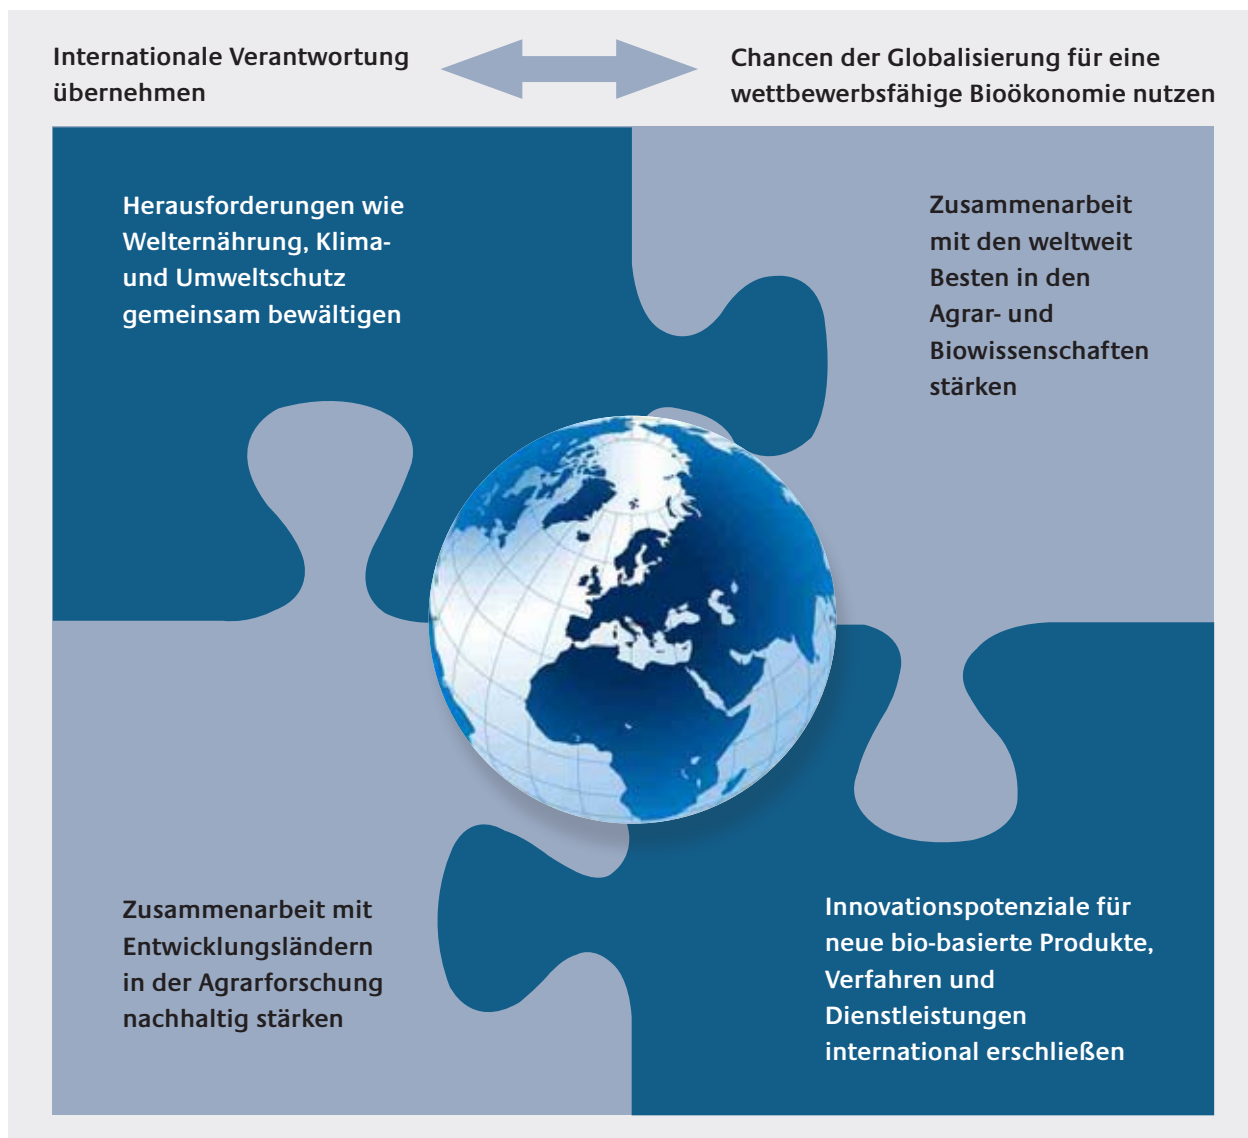 Internationale Verantwortung
übernehmen
Chancen der Globalisierung für eine
wettbewerbsfähige Bioökonomie nutzen
Herausforderungen wie
Welternährung, Klima-
und Umweltschutz
gemeinsam bewältigen
Zusammenarbeit
mit den weltweit
Besten in den
Agrar- und
Biowissenschaften
stärken
Zusammenarbeit mit
Entwicklungsländern
in der Agrarforschung
nachhaltig stärken
Innovationspotenziale für
neue bio-basierte Produkte,
Verfahren und
Dienstleistungen
international erschließen